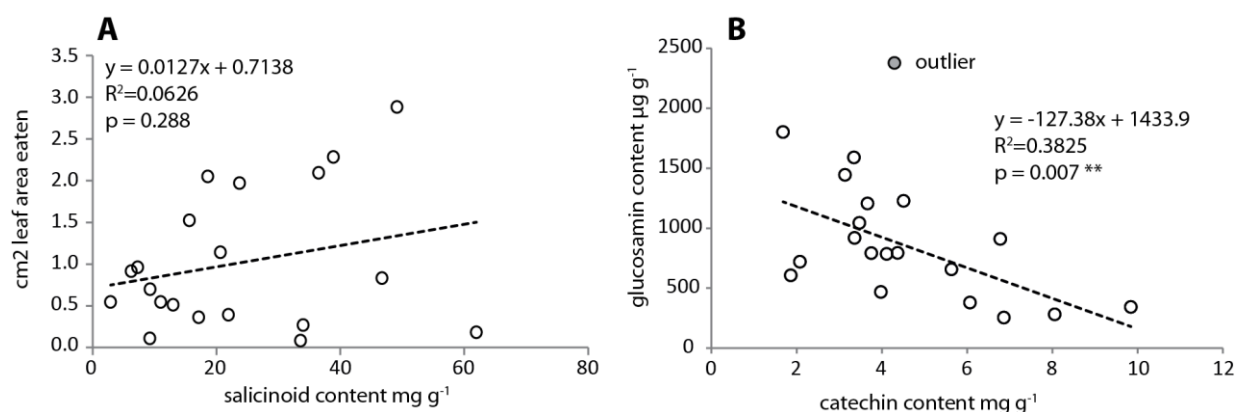 A
3.5
3.0
2.5
2.0
1.5
1.0
0.5
0.0
cm2 leaf area eaten
y = 0.0127x + 0.7138
R²=0.0626
p = 0.288
0 20 40 60 80
salicinoid content mg g⁻¹
B
2500
2000
1500
1000
500
0
glucosamin content µg g⁻¹
outlier
y = -127.38x + 1433.9
R²=0.3825
p = 0.007 **
0 2 4 6 8 10 12
catechin content mg g⁻¹